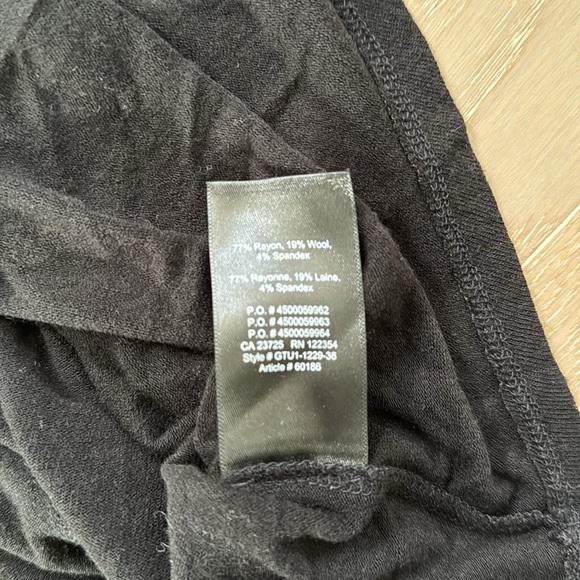 77% Rayon, 19% Wool,
4% Spandex
77% Rayonne, 19% Laine,
4% Spandex
P.O. # 4500059962
P.O. # 4500059963
P.O. # 4500059964
CA 23725 RN 122354
Style # GTU1-1229-36
Article # 60186